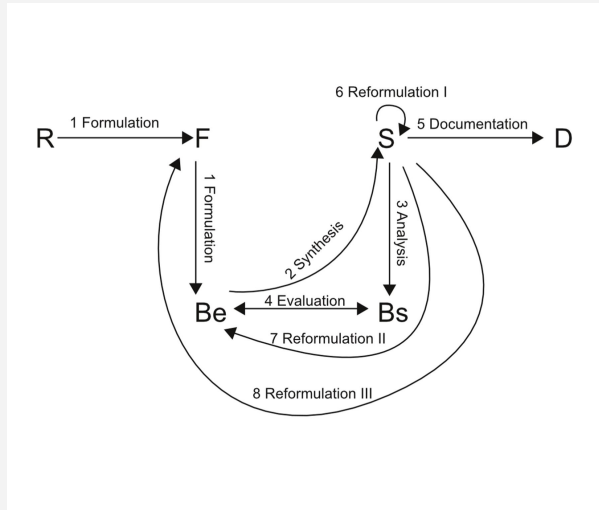 6 Reformulation I
1 Formulation
5 Documentation
R
F
S
D
1 Formulation
3 Analysis
2 Synthesis
4 Evaluation
Be
Bs
7 Reformulation II
8 Reformulation III